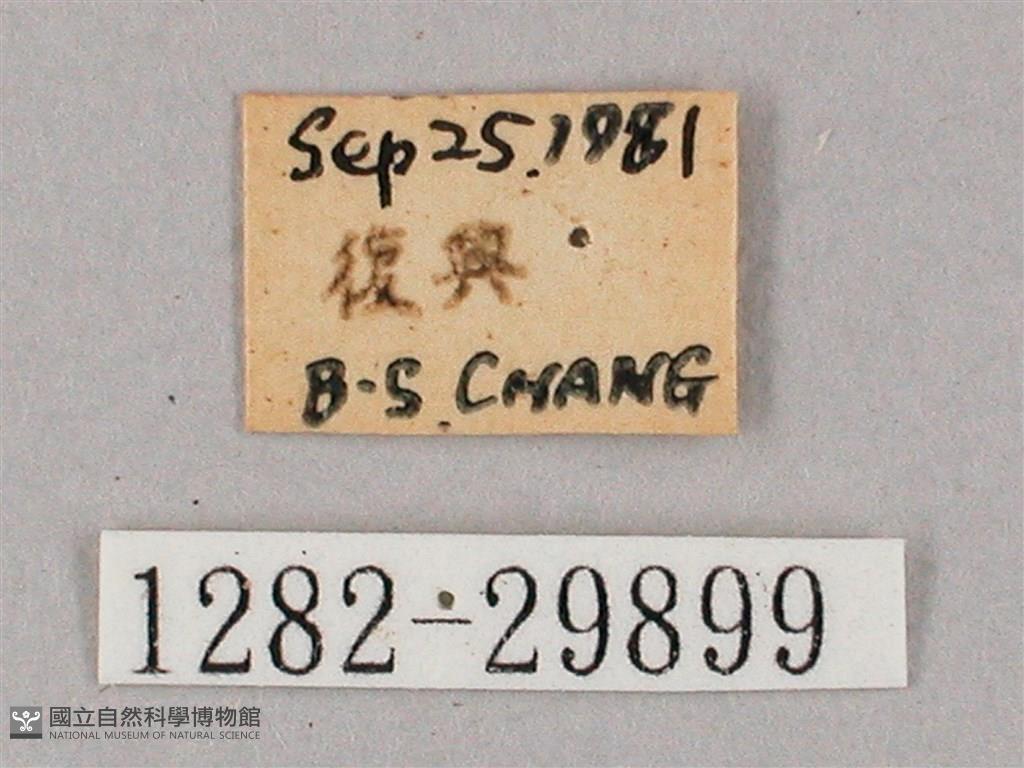 Sep 25. 1981
復興
B-S. CHANG
1282-29899
國立自然科學博物館
NATIONAL MUSEUM OF NATURAL SCIENCE